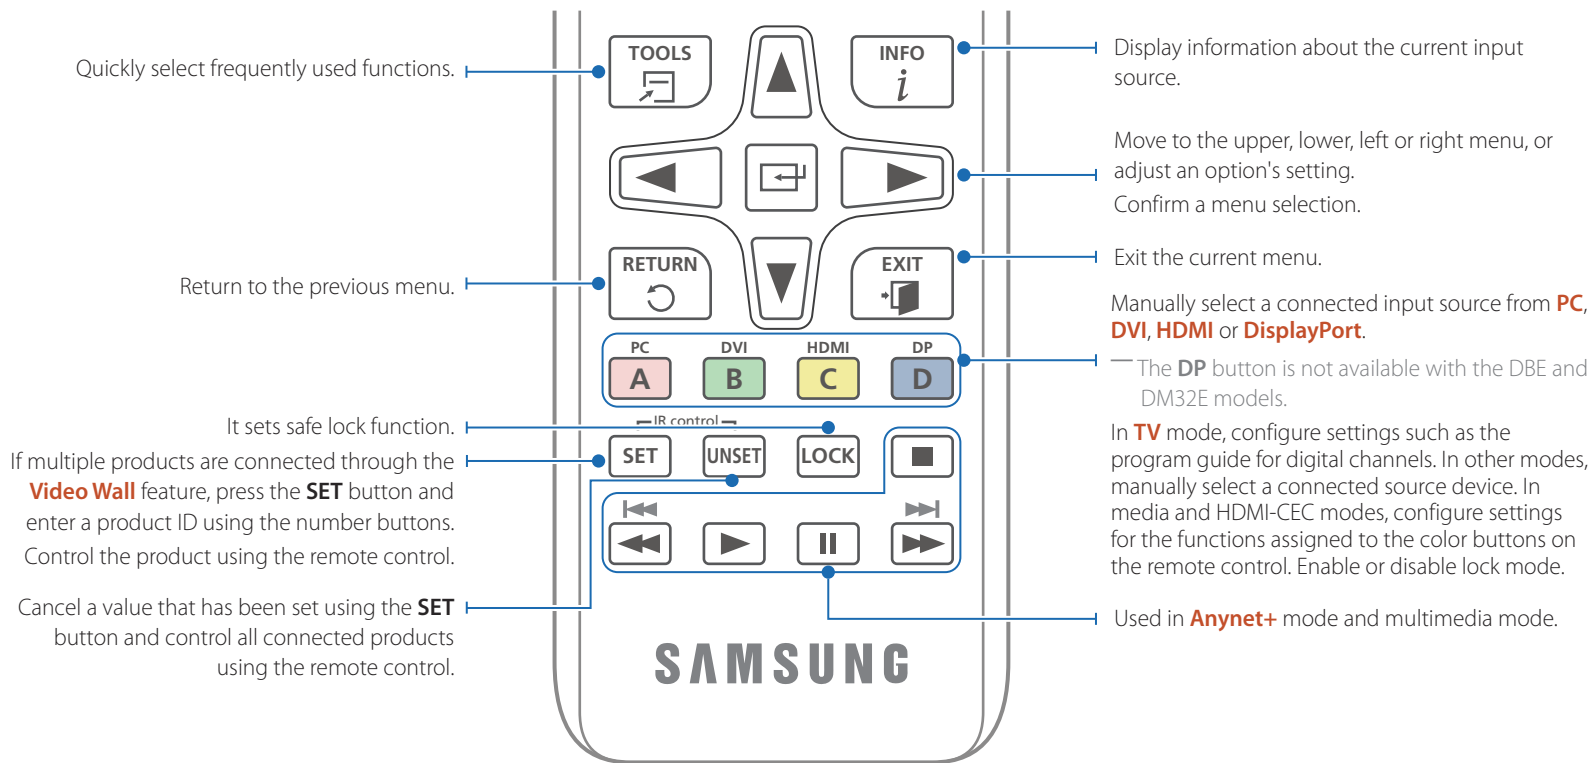 Quickly select frequently used functions.
Return to the previous menu.
It sets safe lock function.
If multiple products are connected through the
Video Wall feature, press the SET button and
enter a product ID using the number buttons.
Control the product using the remote control.
Cancel a value that has been set using the SET
button and control all connected products
using the remote control.
TOOLS
INFO
i
RETURN
EXIT
PC DVI HDMI DP
A B C D
IR control
SET UNSET LOCK
SAMSUNG
Display information about the current input
source.
Move to the upper, lower, left or right menu, or
adjust an option's setting.
Confirm a menu selection.
Exit the current menu.
Manually select a connected input source from PC,
DVI, HDMI or DisplayPort.
― The DP button is not available with the DBE and
DM32E models.
In TV mode, configure settings such as the
program guide for digital channels. In other modes,
manually select a connected source device. In
media and HDMI-CEC modes, configure settings
for the functions assigned to the color buttons on
the remote control. Enable or disable lock mode.
Used in Anynet+ mode and multimedia mode.